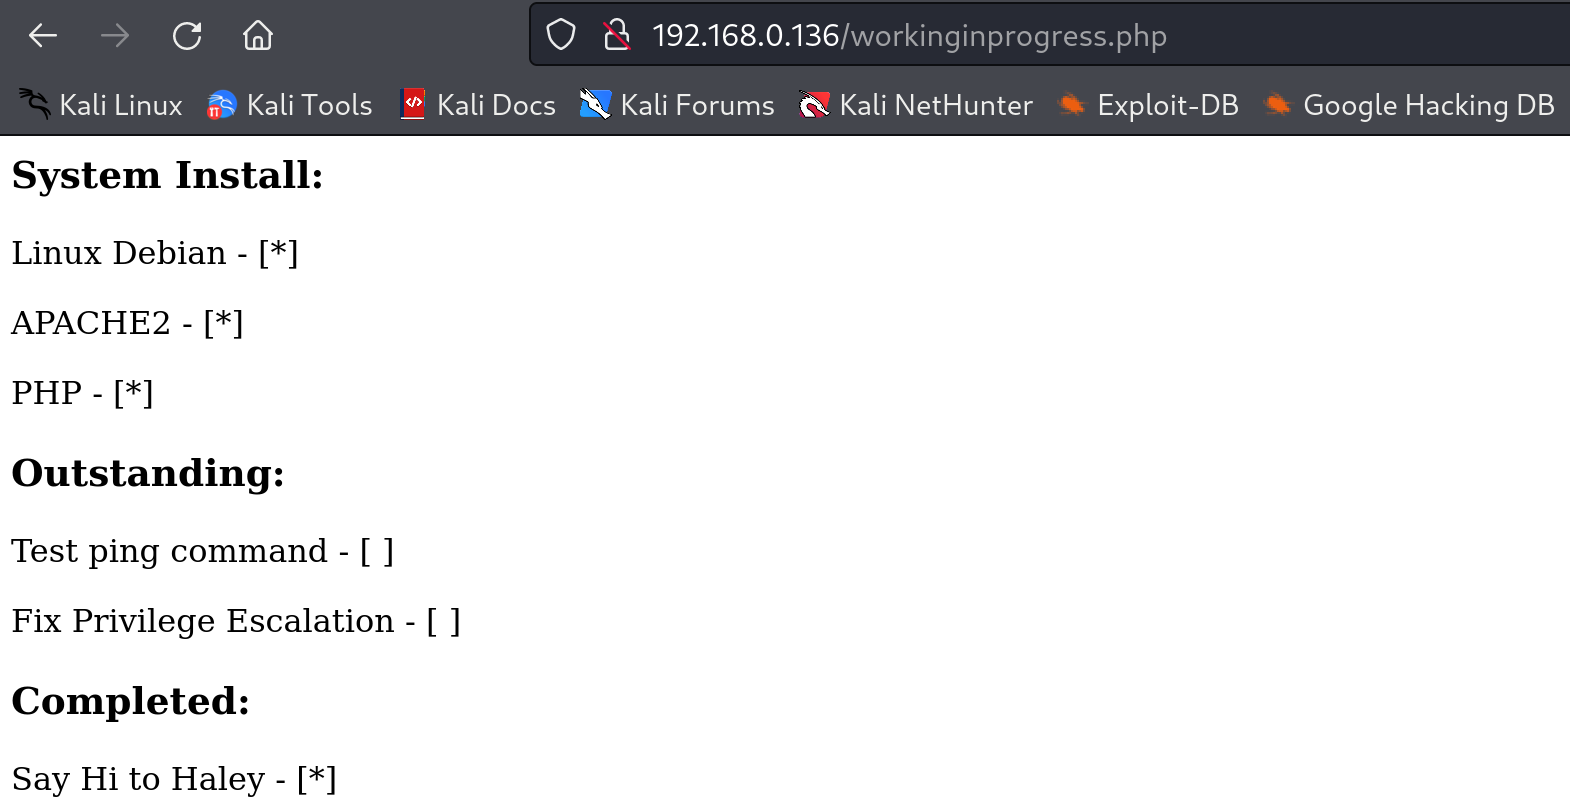 192.168.0.136/workinginprogress.php
Kali Linux Kali Tools Kali Docs Kali Forums Kali NetHunter Exploit-DB Google Hacking DB
System Install:
Linux Debian - [*]
APACHE2 - [*]
PHP - [*]
Outstanding:
Test ping command - [ ]
Fix Privilege Escalation - [ ]
Completed:
Say Hi to Haley - [*]